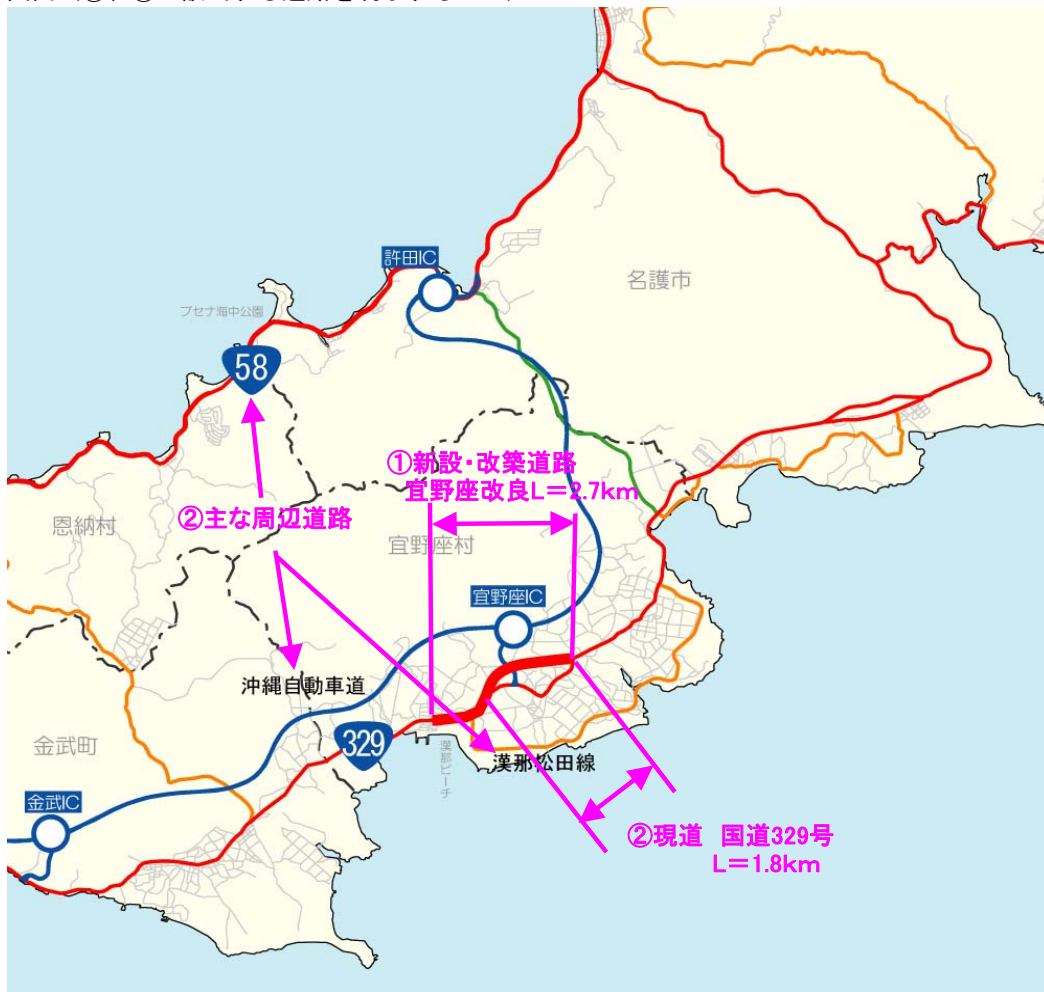 許田IC
名護市
ブセナ海中公園
58
①新設・改築道路
宜野座改良L=2.7km
②主な周辺道路
恩納村
宜野座村
宜野座IC
沖縄自動車道
329
金武町
漢那ビーチ
漢那松田線
金武IC
②現道 国道329号
L=1.8km